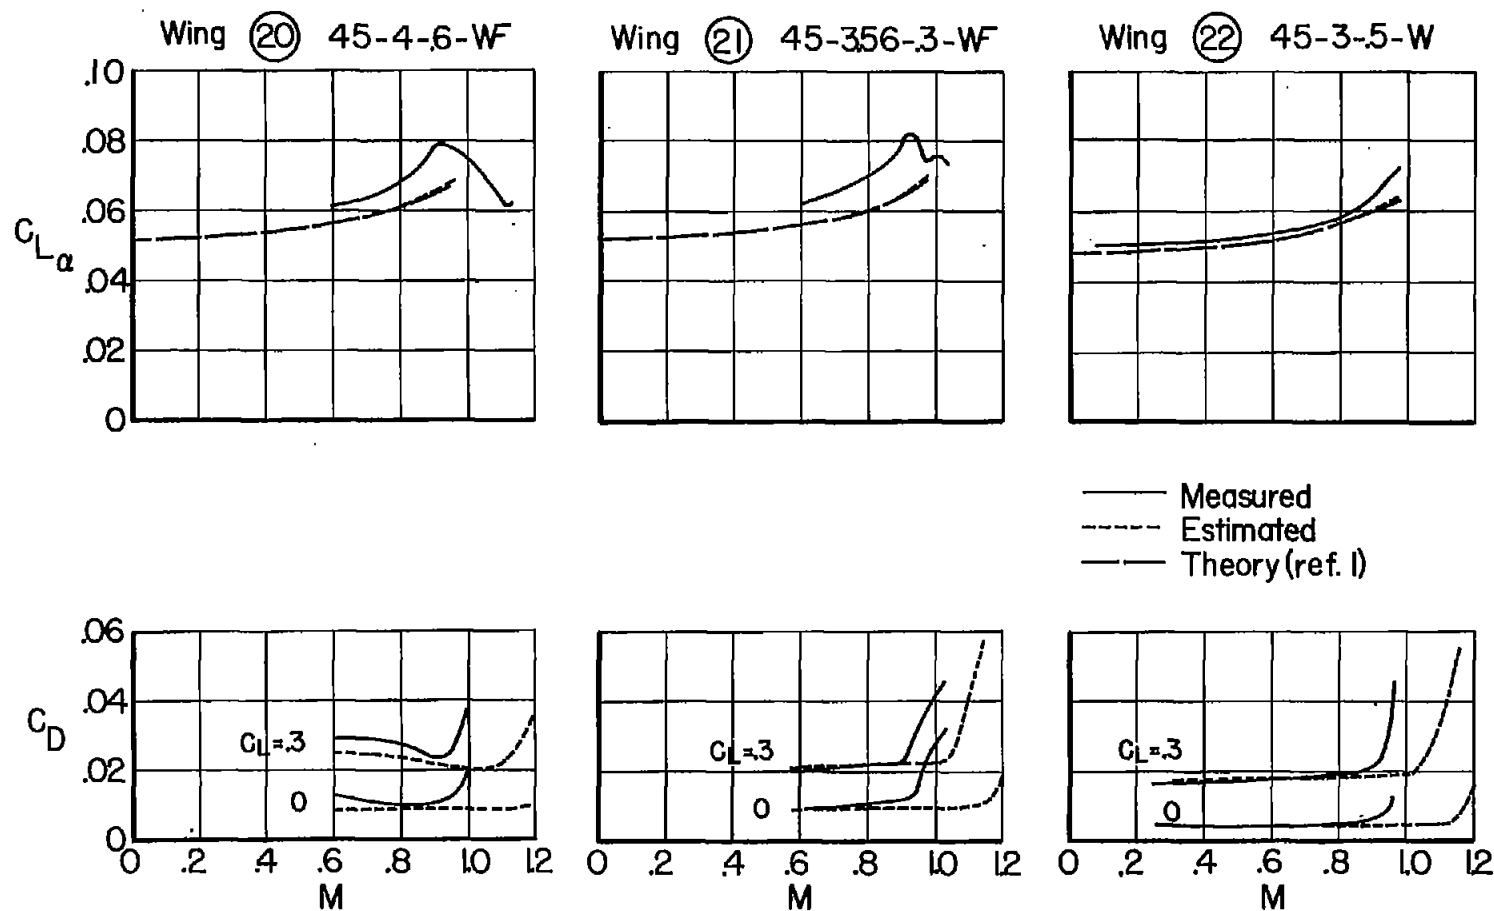 Wing 20 45-4-.6-WF
Wing 21 45-3.56-.3-WF
Wing 22 45-3-.5-W
.10
.08
.06
.04
.02
0
CLα
Measured
Estimated
Theory (ref. 1)
.06
.04
.02
0
CD
CL=.3
0
CL=.3
0
CL=.3
0
0 .2 .4 .6 .8 1.0 1.2
0 .2 .4 .6 .8 1.0 1.2
0 .2 .4 .6 .8 1.0 1.2
M
M
M